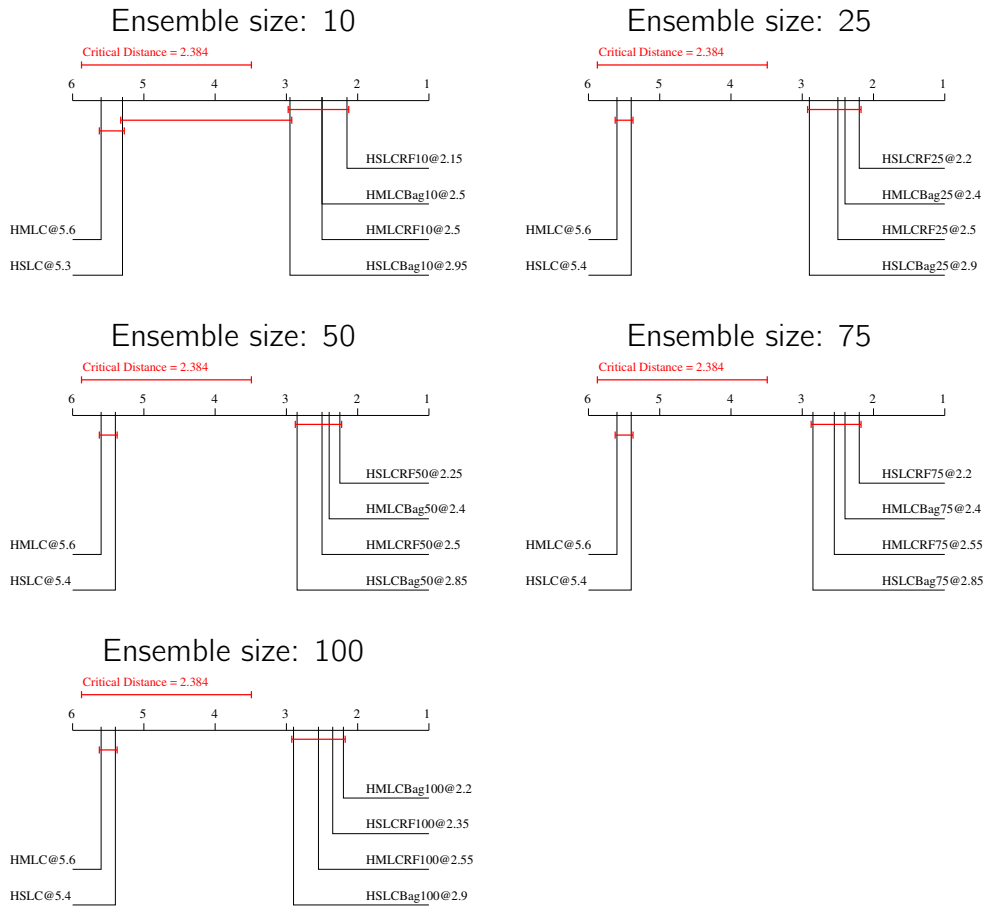 Ensemble size: 10
Critical Distance = 2.384
6 5 4 3 2 1
HSLCRF10@2.15
HMLCBag10@2.5
HMLC@5.6
HMLCRF10@2.5
HSLC@5.3
HSLCBag10@2.95
Ensemble size: 25
Critical Distance = 2.384
6 5 4 3 2 1
HSLCRF25@2.2
HMLCBag25@2.4
HMLC@5.6
HMLCRF25@2.5
HSLC@5.4
HSLCBag25@2.9
Ensemble size: 50
Critical Distance = 2.384
6 5 4 3 2 1
HSLCRF50@2.25
HMLCBag50@2.4
HMLC@5.6
HMLCRF50@2.5
HSLC@5.4
HSLCBag50@2.85
Ensemble size: 75
Critical Distance = 2.384
6 5 4 3 2 1
HSLCRF75@2.2
HMLCBag75@2.4
HMLC@5.6
HMLCRF75@2.55
HSLC@5.4
HSLCBag75@2.85
Ensemble size: 100
Critical Distance = 2.384
6 5 4 3 2 1
HMLCBag100@2.2
HSLCRF100@2.35
HMLC@5.6
HMLCRF100@2.55
HSLC@5.4
HSLCBag100@2.9